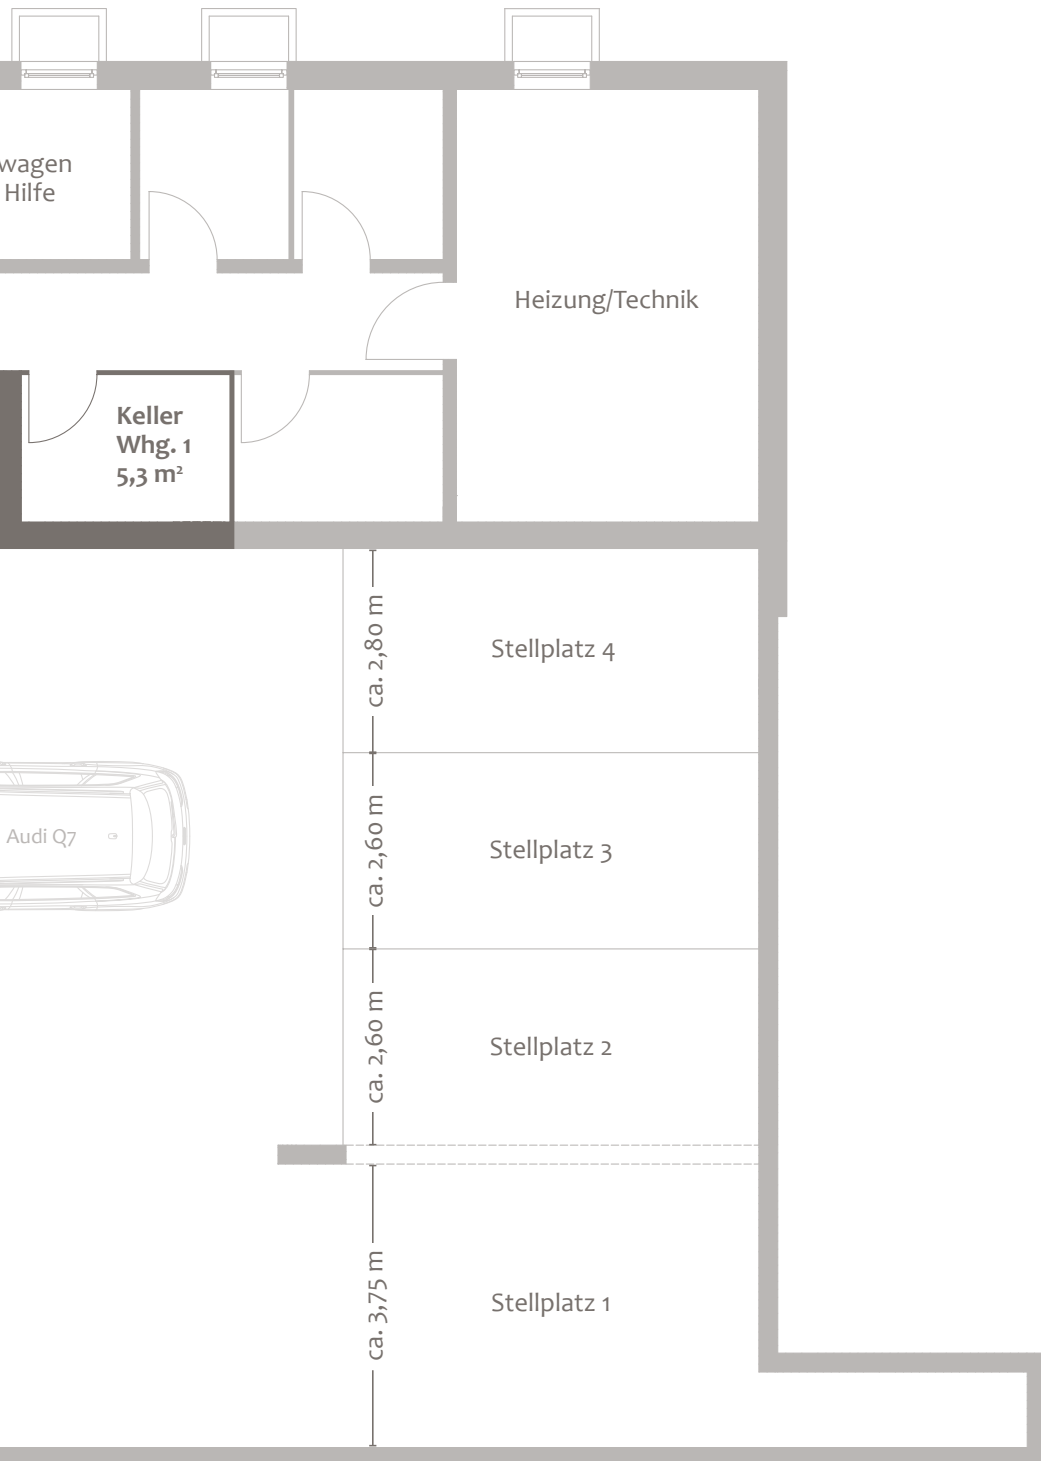 wagen
Hilfe
Heizung/Technik
Keller
Whg. 1
5,3 m²
ca. 2,80 m
Stellplatz 4
Audi Q7
ca. 2,60 m
Stellplatz 3
ca. 2,60 m
Stellplatz 2
ca. 3,75 m
Stellplatz 1